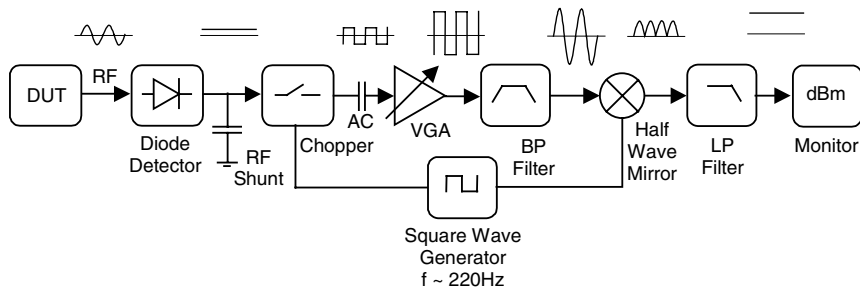 DUT
RF
Diode
Detector
RF
Shunt
Chopper
AC
VGA
BP
Filter
Half
Wave
Mirror
LP
Filter
dBm
Monitor
Square Wave
Generator
f ~ 220Hz